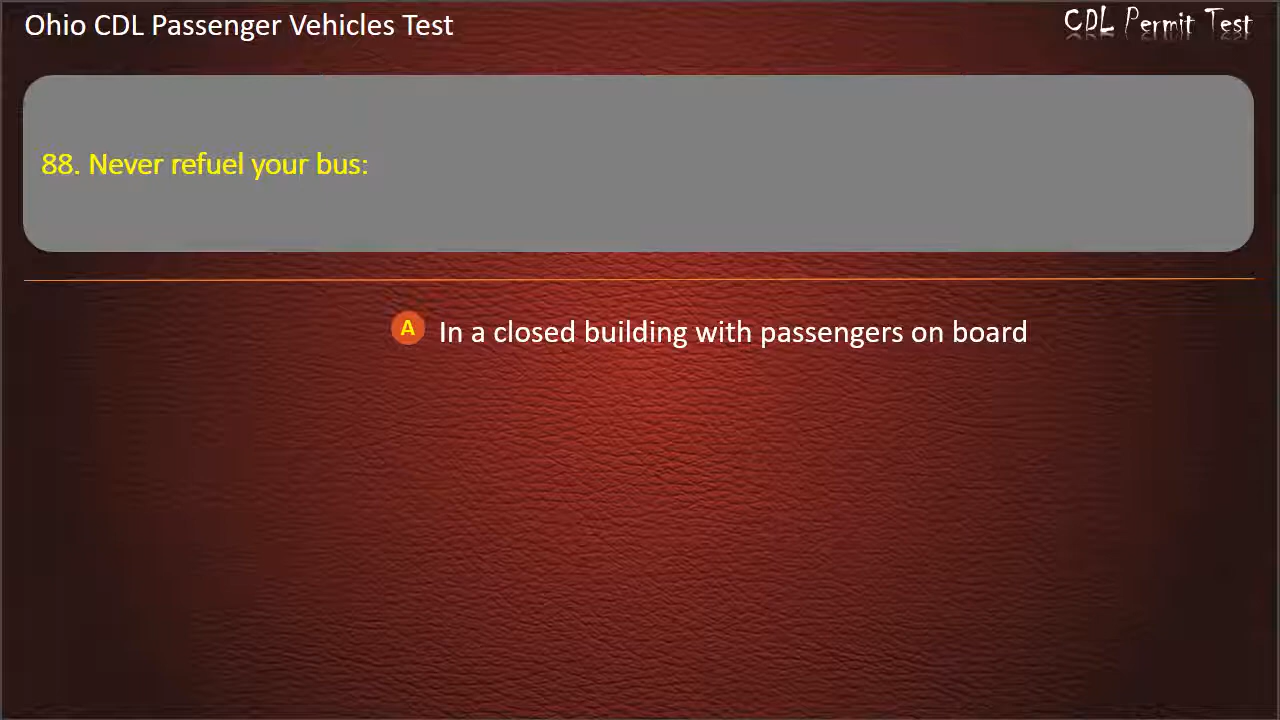 Ohio CDL Passenger Vehicles Test
CDL Permit Test
88. Never refuel your bus:
A In a closed building with passengers on board